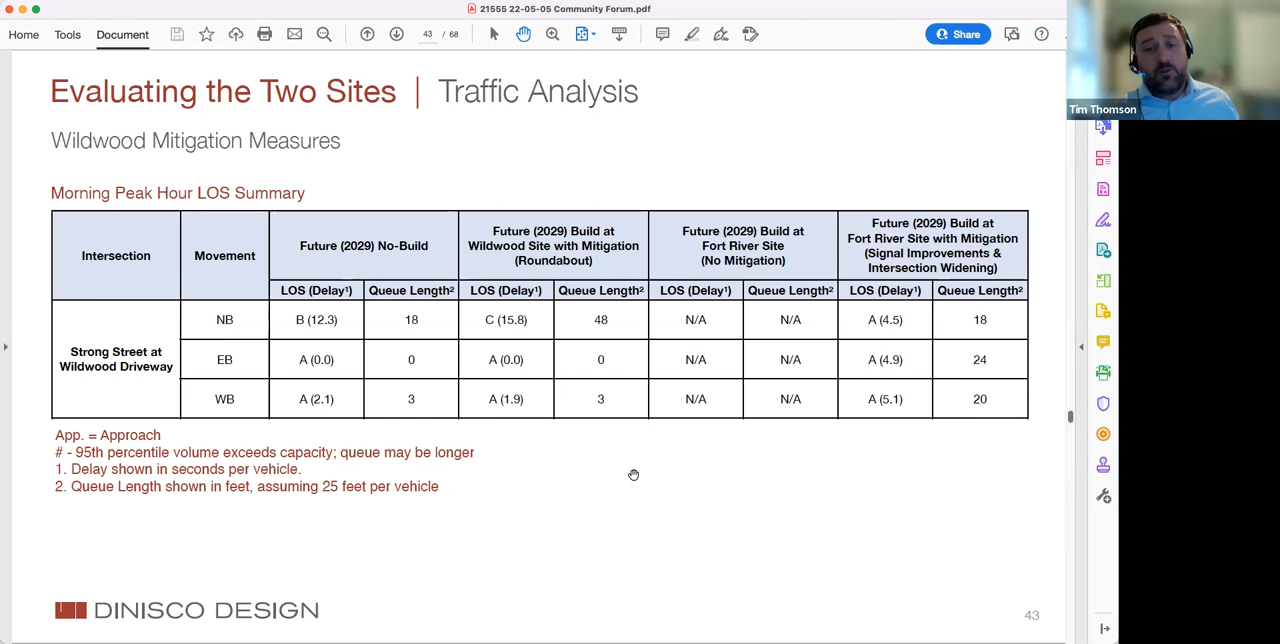 21555 22-05-05 Community Forum.pdf
Home Tools Document 43 / 68 Share
Tim Thomson
Evaluating the Two Sites | Traffic Analysis
Wildwood Mitigation Measures
Morning Peak Hour LOS Summary
Intersection Movement Future (2029) No-Build Future (2029) Build at Wildwood Site with Mitigation (Roundabout) Future (2029) Build at Fort River Site (No Mitigation) Future (2029) Build at Fort River Site with Mitigation (Signal Improvements & Intersection Widening)
LOS (Delay¹) Queue Length² LOS (Delay¹) Queue Length² LOS (Delay¹) Queue Length² LOS (Delay¹) Queue Length²
Strong Street at Wildwood Driveway
NB B (12.3) 18 C (15.8) 48 N/A N/A A (4.5) 18
EB A (0.0) 0 A (0.0) 0 N/A N/A A (4.9) 24
WB A (2.1) 3 A (1.9) 3 N/A N/A A (5.1) 20
App. = Approach
# - 95th percentile volume exceeds capacity; queue may be longer
1. Delay shown in seconds per vehicle.
2. Queue Length shown in feet, assuming 25 feet per vehicle
DINISCO DESIGN
43